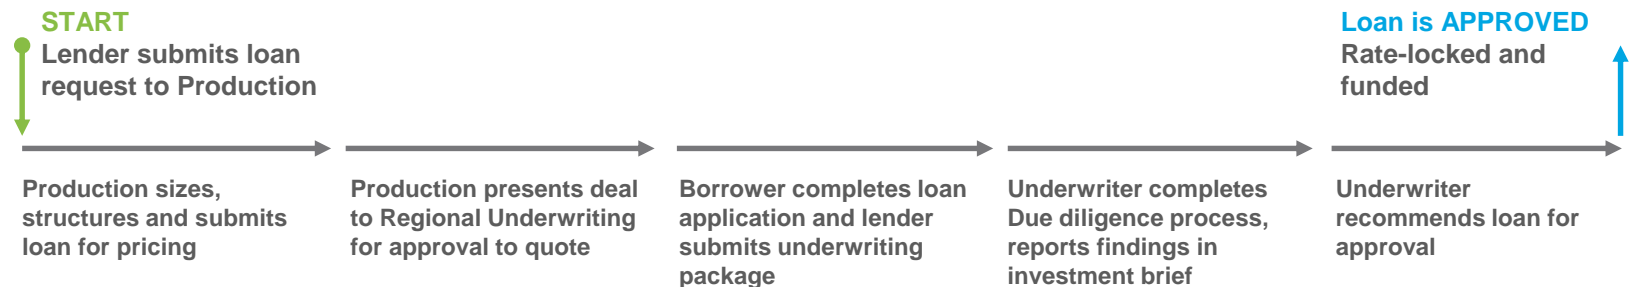 START
Lender submits loan
request to Production
Loan is APPROVED
Rate-locked and
funded
Production sizes,
structures and submits
loan for pricing
Production presents deal
to Regional Underwriting
for approval to quote
Borrower completes loan
application and lender
submits underwriting
package
Underwriter completes
Due diligence process,
reports findings in
investment brief
Underwriter
recommends loan for
approval